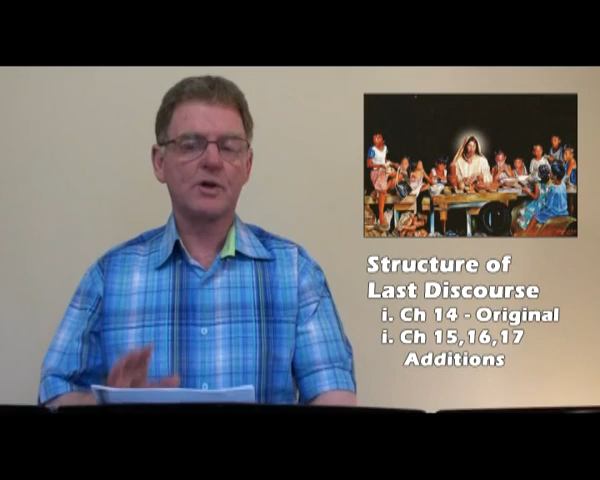 Structure of
Last Discourse
i. Ch 14 - Original
i. Ch 15,16,17
Additions